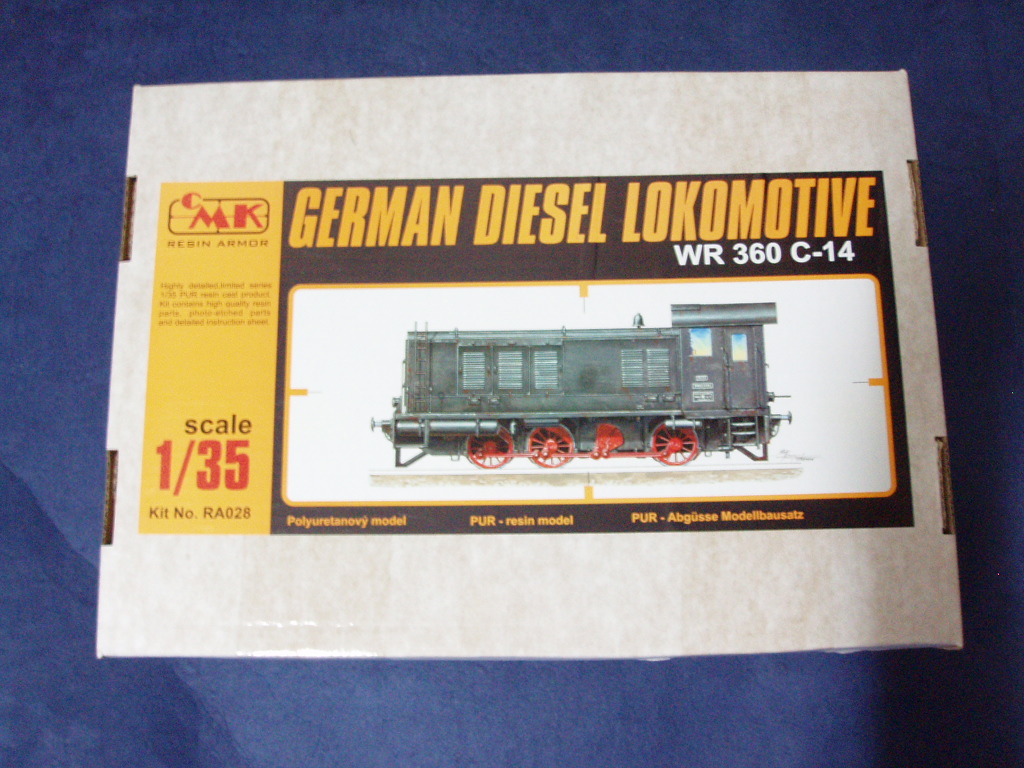 CMK
RESIN ARMOR
GERMAN DIESEL LOKOMOTIVE
WR 360 C-14
Highly detailed,limited series
1/35 PUR resin cast product.
Kit contains high quality resin
parts, photo-etched parts
and detailed instruction sheet.
scale
1/35
Kit No. RA028
Polyuretanový model
PUR - resin model
PUR - Abgüsse Modellbausatz